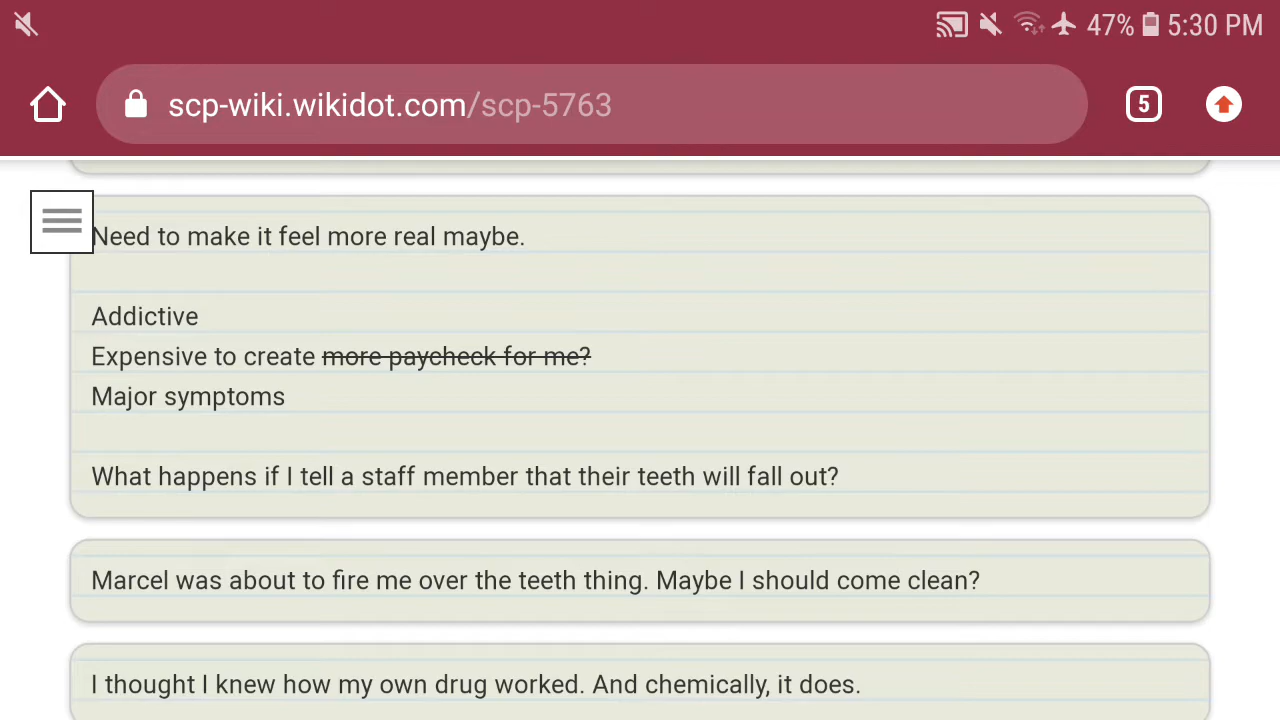 47% 5:30 PM
scp-wiki.wikidot.com/scp-5763
5
Need to make it feel more real maybe.
Addictive
Expensive to create more paycheck for me?
Major symptoms
What happens if I tell a staff member that their teeth will fall out?
Marcel was about to fire me over the teeth thing. Maybe I should come clean?
I thought I knew how my own drug worked. And chemically, it does.